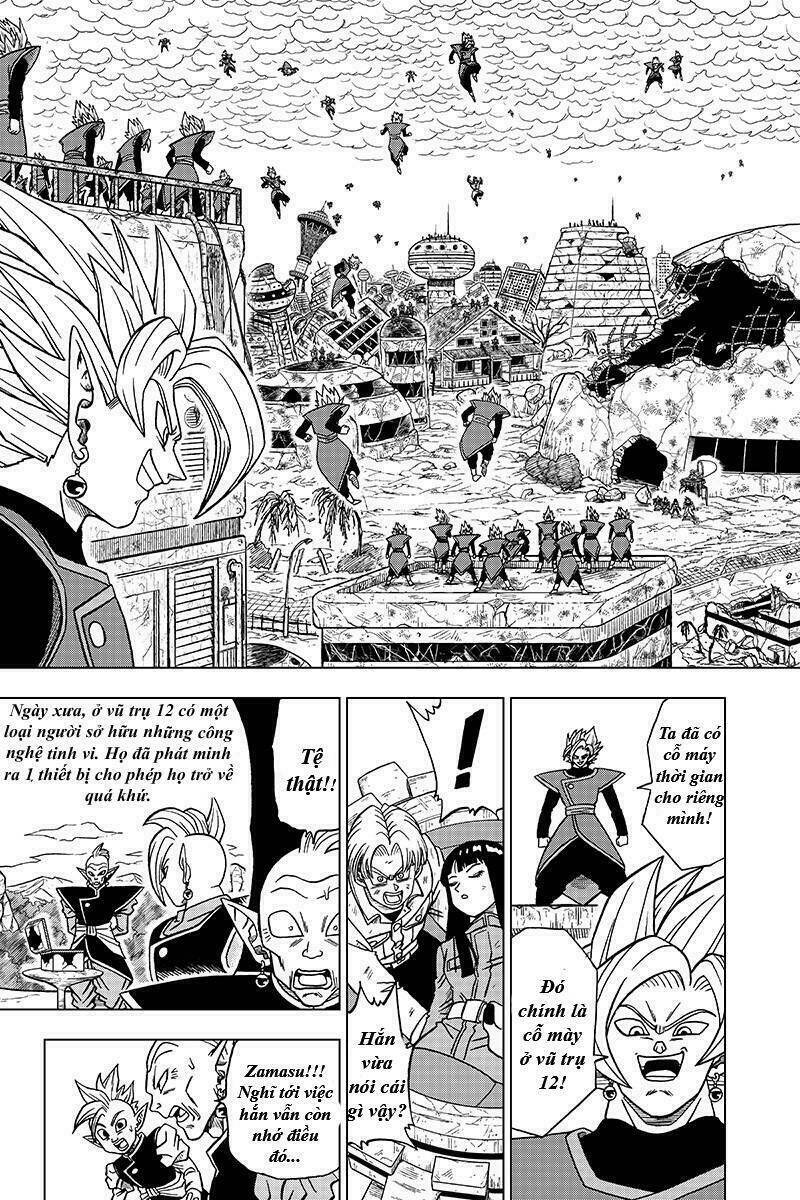 Ta đã có
cỗ máy
thời gian
cho riêng
mình!
Đó
chính là
cỗ mày
ở vũ trụ
12!
!
Hắn
vừa
nói cái
gì vậy?
Tệ
thật!!
Ngày xưa, ở vũ trụ 12 có một
loại người sở hữu những công
nghệ tinh vi. Họ đã phát minh
ra 1 thiết bị cho phép họ trở về
quá khứ.
Zamasu!!!
Nghĩ tới việc
hắn vẫn còn
nhớ điều
đó...